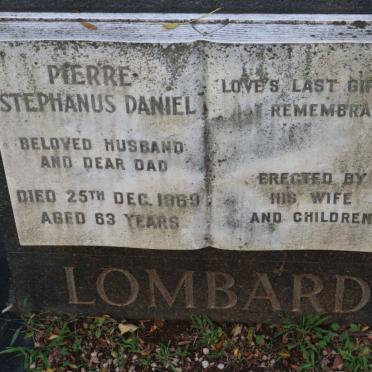 PIERRE
STEPHANUS DANIEL
BELOVED HUSBAND
AND DEAR DAD
DIED 25TH DEC. 1969
AGED 63 YEARS
LOVE'S LAST GIF
REMEMBRA
ERECTED BY
HIS WIFE
AND CHILDREN
LOMBARD